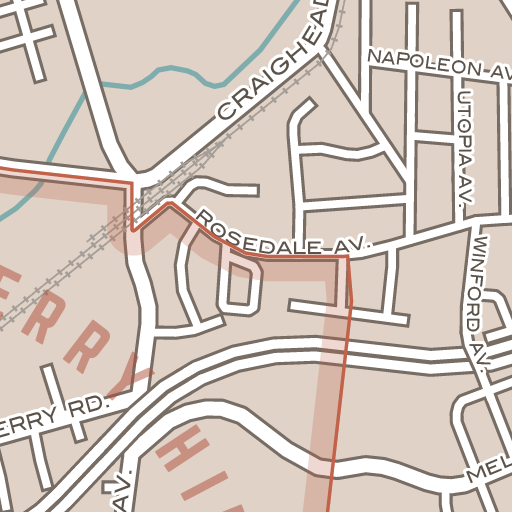 CRAIGHEAD
NAPOLEON AV
UTOPIA AV.
ROSEDALE AV.
WINFORD AV.
ERRY HI
ERRY RD.
AV.
MEL